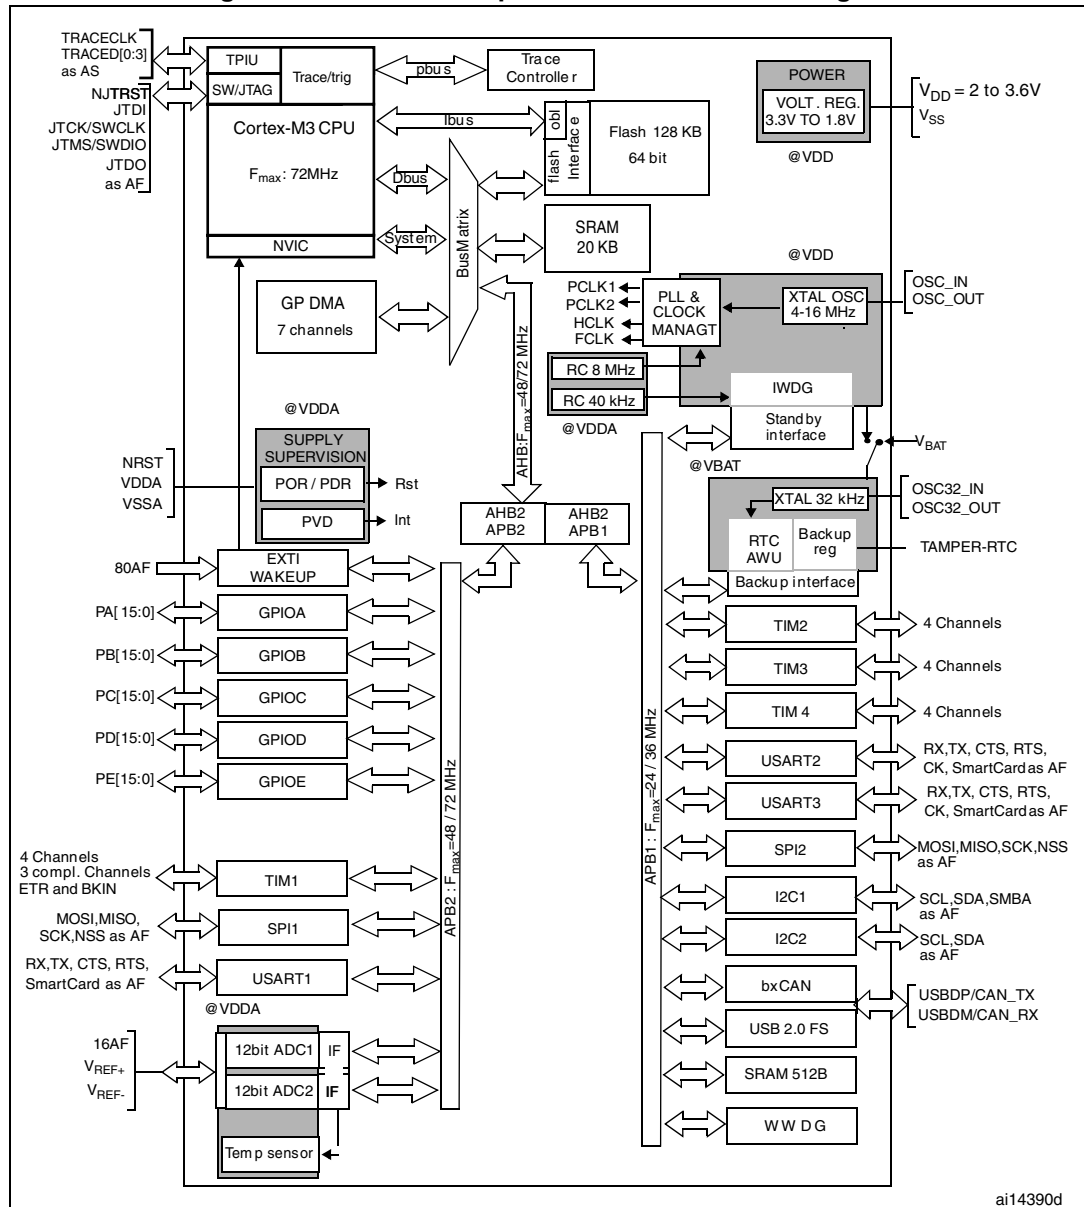 TRACECLK
TRACED[0:3]
as AS
NJTRST
JTDI
JTCK/SWCLK
JTMS/SWDIO
JTDO
as AF
TPIU
SW/JTAG
Trace/trig
Cortex-M3 CPU
Fmax: 72MHz
NVIC
pbus
Trace
Controller
Ibus
Dbus
System
BusMatrix
obl
flash
Interface
Flash 128 KB
64 bit
SRAM
20 KB
POWER
VOLT. REG.
3.3V TO 1.8V
@VDD
VDD = 2 to 3.6V
VSS
GP DMA
7 channels
AHB:Fmax=48/72 MHz
@VDD
PCLK1
PCLK2
HCLK
FCLK
PLL &
CLOCK
MANAGT
XTAL OSC
4-16 MHz
OSC_IN
OSC_OUT
RC 8 MHz
RC 40 kHz
@VDDA
IWDG
Standby
interface
VBAT
@VBAT
@VDDA
SUPPLY
SUPERVISION
POR / PDR
PVD
Rst
Int
NRST
VDDA
VSSA
AHB2
APB2
AHB2
APB1
XTAL 32 kHz
OSC32_IN
OSC32_OUT
RTC
AWU
Backup
reg
TAMPER-RTC
Backup interface
80AF
EXTI
WAKEUP
PA[15:0]
GPIOA
PB[15:0]
GPIOB
PC[15:0]
GPIOC
PD[15:0]
GPIOD
PE[15:0]
GPIOE
4 Channels
3 compl. Channels
ETR and BKIN
TIM1
MOSI,MISO,
SCK,NSS as AF
SPI1
RX,TX, CTS, RTS,
SmartCard as AF
USART1
@VDDA
16AF
VREF+
VREF-
12bit ADC1
IF
12bit ADC2
IF
Temp sensor
APB2 : Fmax=48 / 72 MHz
APB1 : Fmax=24 / 36 MHz
TIM2
4 Channels
TIM3
4 Channels
TIM 4
4 Channels
USART2
RX,TX, CTS, RTS,
CK, SmartCard as AF
USART3
RX,TX, CTS, RTS,
CK, SmartCard as AF
SPI2
MOSI,MISO,SCK,NSS
as AF
I2C1
SCL,SDA,SMBA
as AF
I2C2
SCL,SDA
as AF
bxCAN
USBDP/CAN_TX
USBDM/CAN_RX
USB 2.0 FS
SRAM 512B
WWDG
ai14390d